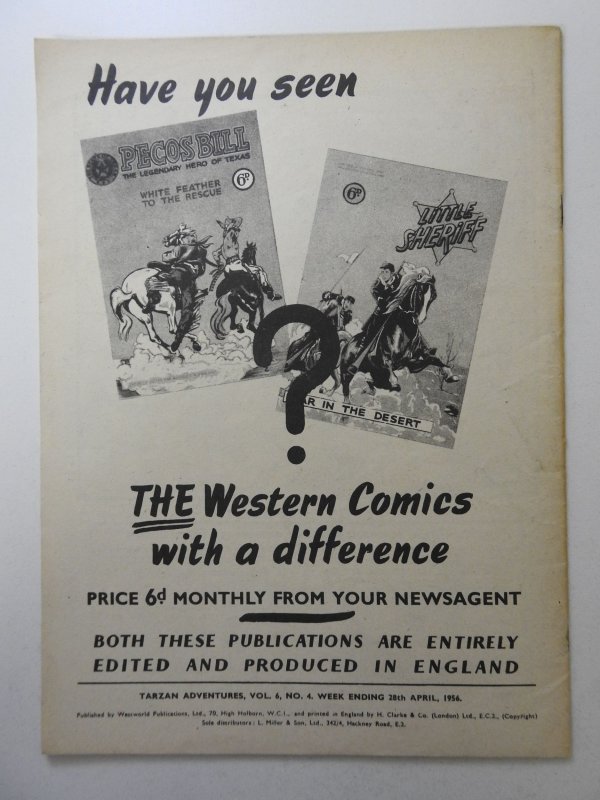 Have you seen
PECOS BILL
THE LEGENDARY HERO OF TEXAS
WHITE FEATHER
TO THE RESCUE
6D
6D
LITTLE
SHERIFF
?
AR IN THE DESERT
THE Western Comics
with a difference
PRICE 6d MONTHLY FROM YOUR NEWSAGENT
BOTH THESE PUBLICATIONS ARE ENTIRELY
EDITED AND PRODUCED IN ENGLAND
TARZAN ADVENTURES, VOL. 6, NO. 4. WEEK ENDING 28th APRIL, 1956.
Published by Westworld Publications, Ltd., 70, High Holborn, W.C.1., and printed in England by H. Clarke & Co. (London) Ltd., E.C.2., (Copyright)
Sole distributors: L. Miller & Son, Ltd., 342/4, Hackney Road, E.2.